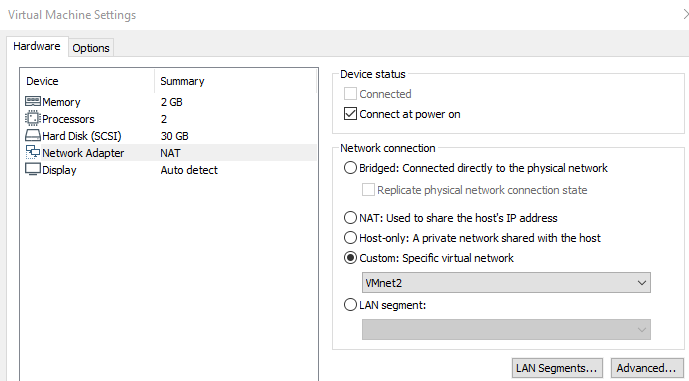 Virtual Machine Settings
Hardware Options
Device Summary
Memory 2 GB
Processors 2
Hard Disk (SCSI) 30 GB
Network Adapter NAT
Display Auto detect
Device status
Connected
Connect at power on
Network connection
Bridged: Connected directly to the physical network
Replicate physical network connection state
NAT: Used to share the host's IP address
Host-only: A private network shared with the host
Custom: Specific virtual network
VMnet2
LAN segment:
LAN Segments... Advanced...